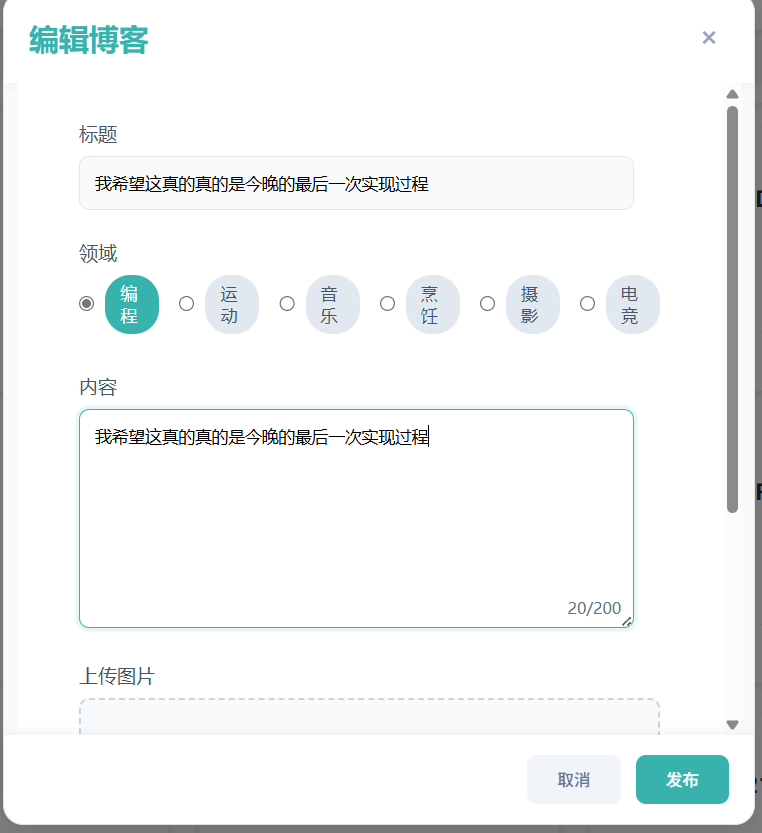 编辑博客
×
标题
我希望这真的真的是今晚的最后一次实现过程
领域
编程 运动 音乐 烹饪 摄影 电竞
内容
我希望这真的真的是今晚的最后一次实现过程
20/200
上传图片
取消 发布